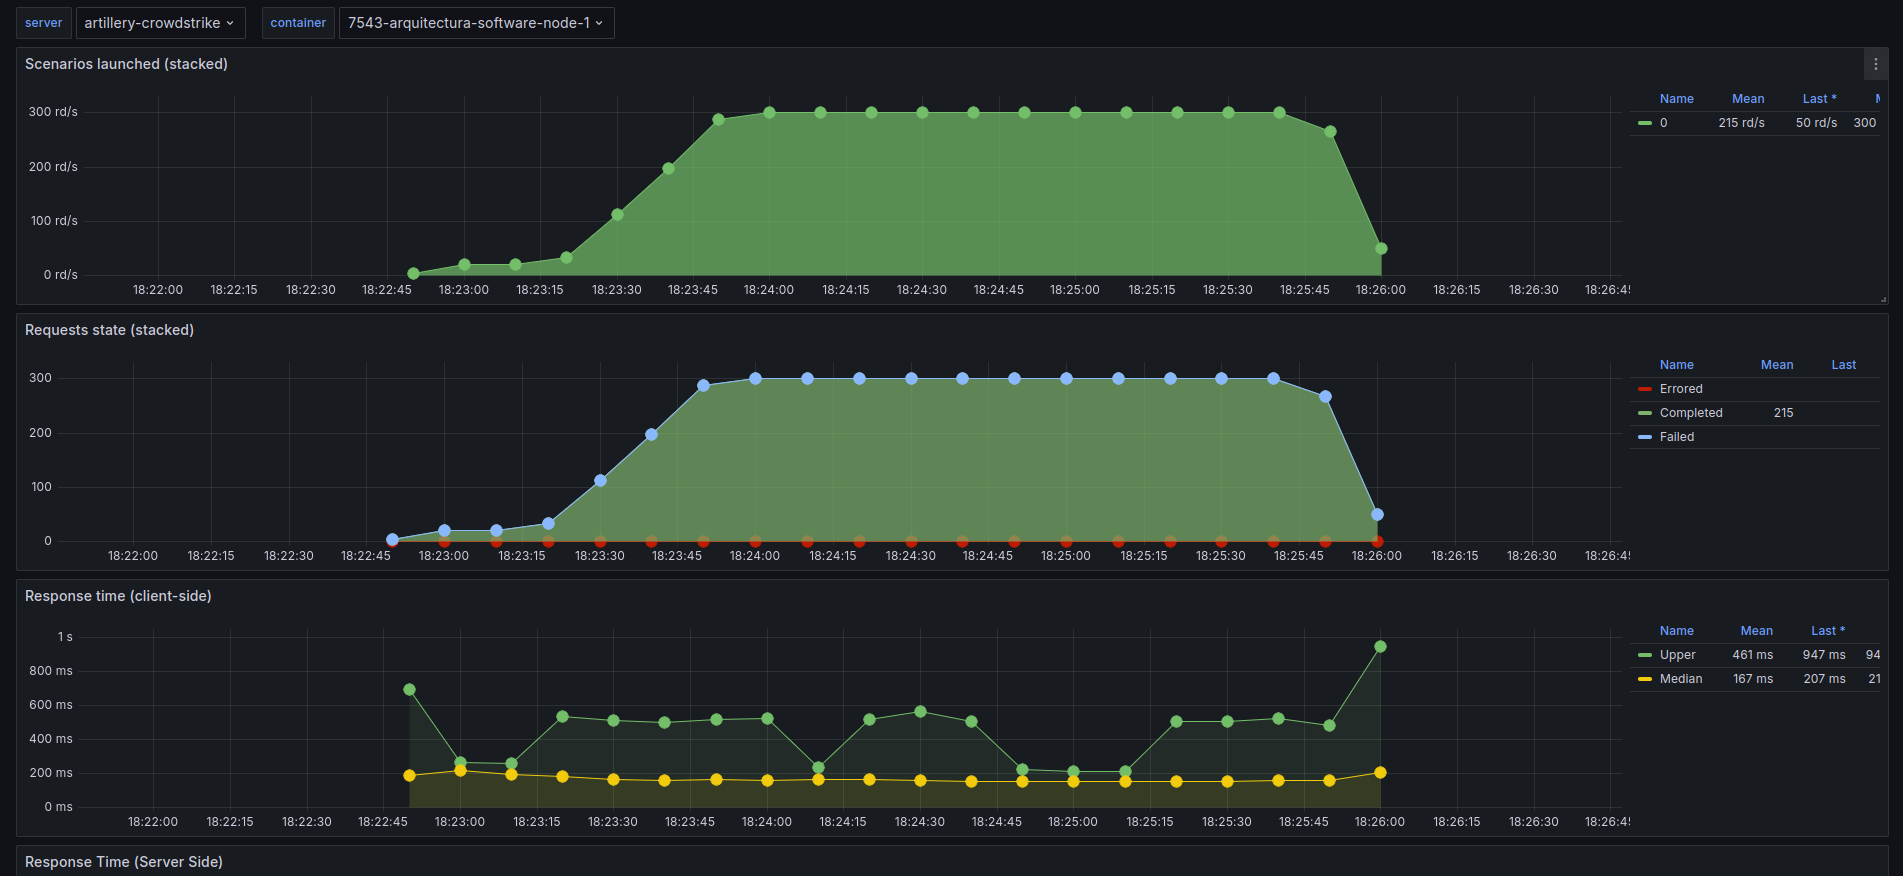 server artillery-crowdstrike container 7543-arquitectura-software-node-1
Scenarios launched (stacked)
300 rd/s
200 rd/s
100 rd/s
0 rd/s
18:22:00 18:22:15 18:22:30 18:22:45 18:23:00 18:23:15 18:23:30 18:23:45 18:24:00 18:24:15 18:24:30 18:24:45 18:25:00 18:25:15 18:25:30 18:25:45 18:26:00 18:26:15 18:26:30 18:26:45
Name Mean Last *
0 215 rd/s 50 rd/s 300
Requests state (stacked)
300
200
100
0
18:22:00 18:22:15 18:22:30 18:22:45 18:23:00 18:23:15 18:23:30 18:23:45 18:24:00 18:24:15 18:24:30 18:24:45 18:25:00 18:25:15 18:25:30 18:25:45 18:26:00 18:26:15 18:26:30 18:26:45
Name Mean Last
Errored
Completed 215
Failed
Response time (client-side)
1 s
800 ms
600 ms
400 ms
200 ms
0 ms
18:22:00 18:22:15 18:22:30 18:22:45 18:23:00 18:23:15 18:23:30 18:23:45 18:24:00 18:24:15 18:24:30 18:24:45 18:25:00 18:25:15 18:25:30 18:25:45 18:26:00 18:26:15 18:26:30 18:26:45
Name Mean Last *
Upper 461 ms 947 ms 94
Median 167 ms 207 ms 21
Response Time (Server Side)